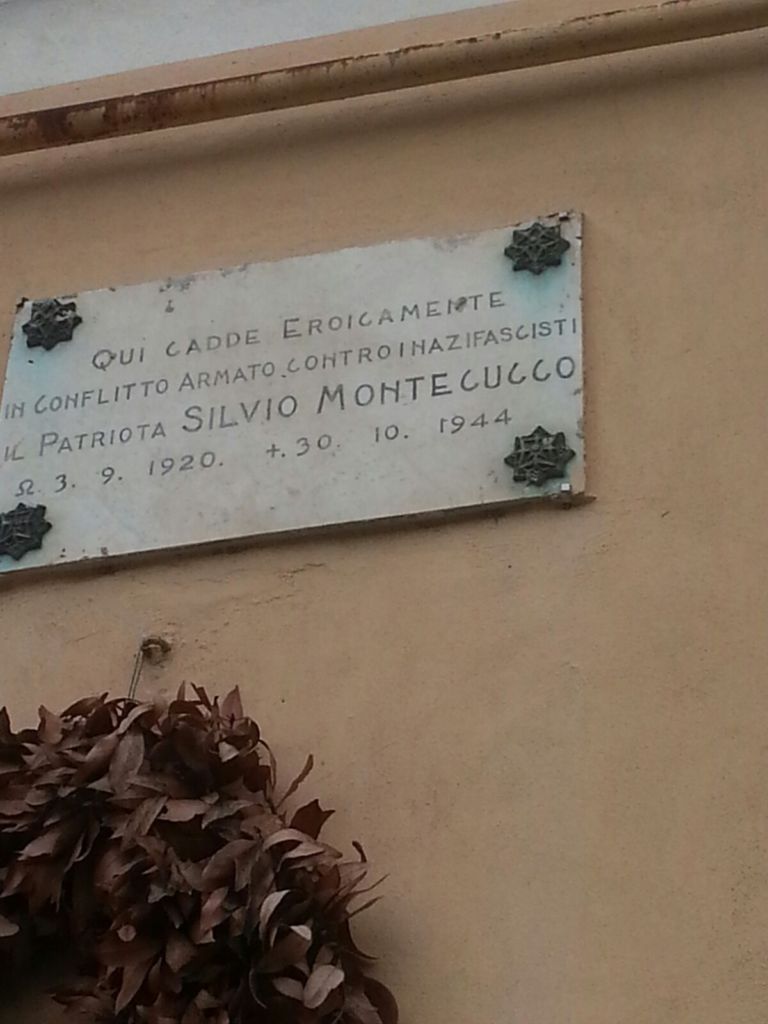 QUI CADDE EROICAMENTE
IN CONFLITTO ARMATO CONTRO I NAZIFASCISTI
IL PATRIOTA SILVIO MONTECUCCO
Ω. 3. 9. 1920. +. 30. 10. 1944